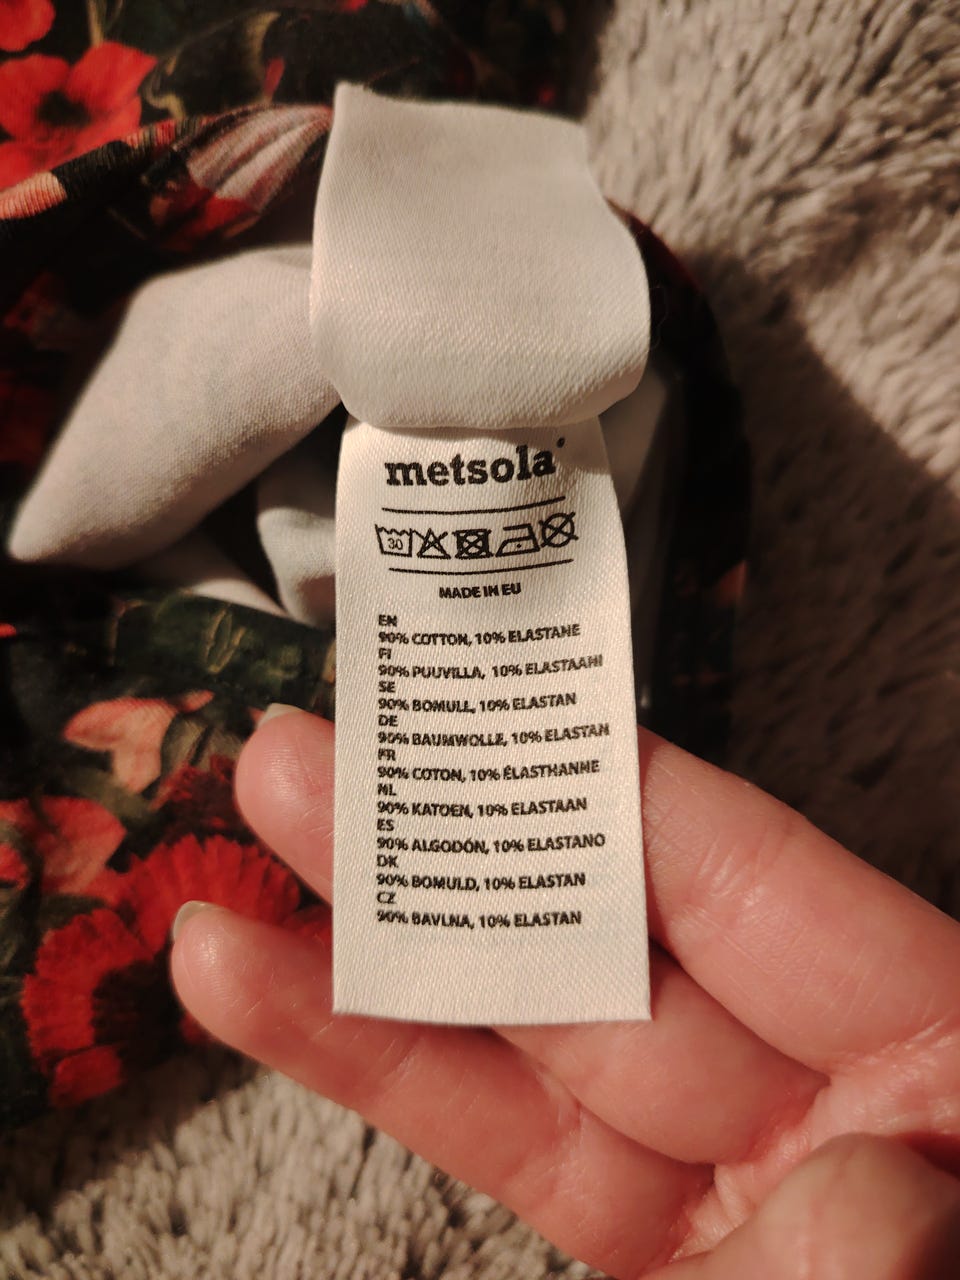 metsola
30
MADE IN EU
EN
90% COTTON, 10% ELASTANE
FI
90% PUUVILLA, 10% ELASTAANI
SE
90% BOMULL, 10% ELASTAN
DE
90% BAUMWOLLE, 10% ELASTAN
FR
90% COTON, 10% ÉLASTHANNE
NL
90% KATOEN, 10% ELASTAAN
ES
90% ALGODÓN, 10% ELASTANO
DK
90% BOMULD, 10% ELASTAN
CZ
90% BAVLNA, 10% ELASTAN